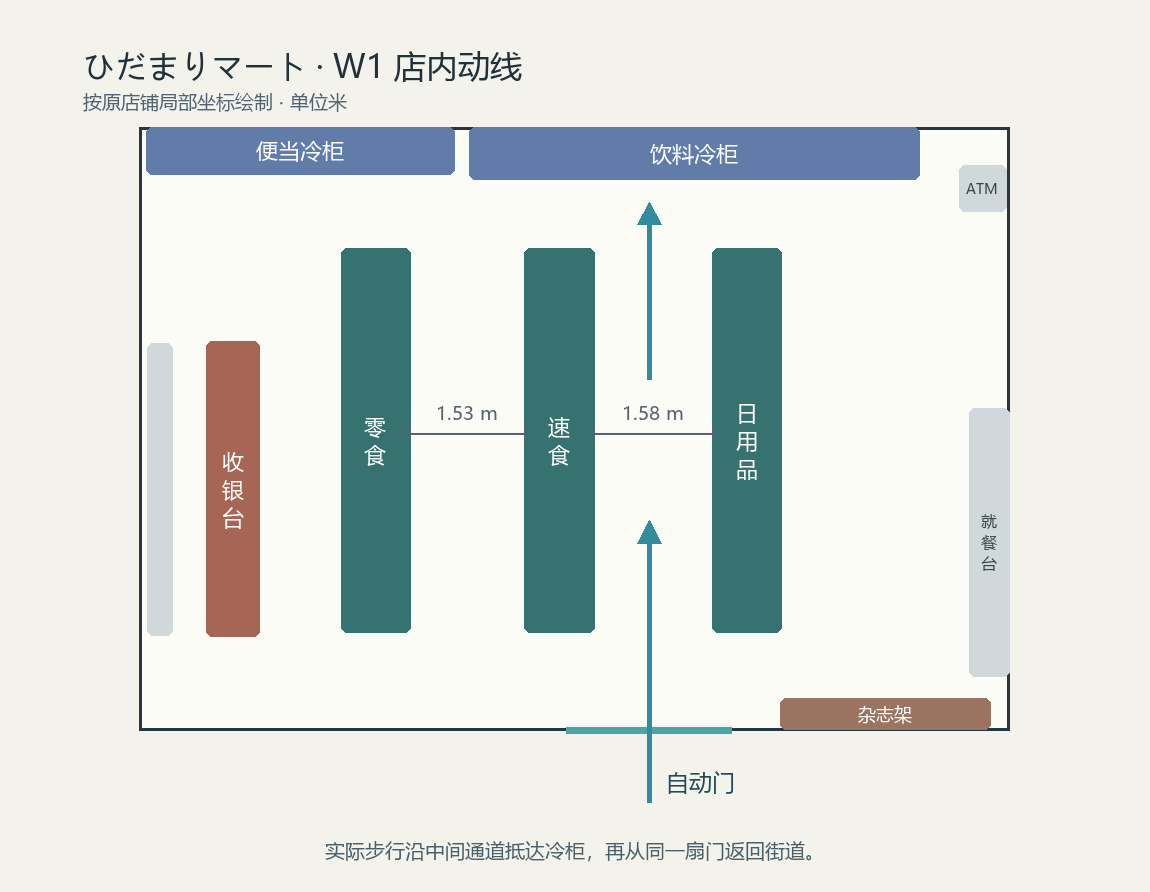 ひだまりマート · W1 店内动线
按原店铺局部坐标绘制 · 单位米
便当冷柜
饮料冷柜
ATM
零食
1.53 m
速食
1.58 m
日用品
收银台
就餐台
杂志架
自动门
实际步行沿中间通道抵达冷柜，再从同一扇门返回街道。